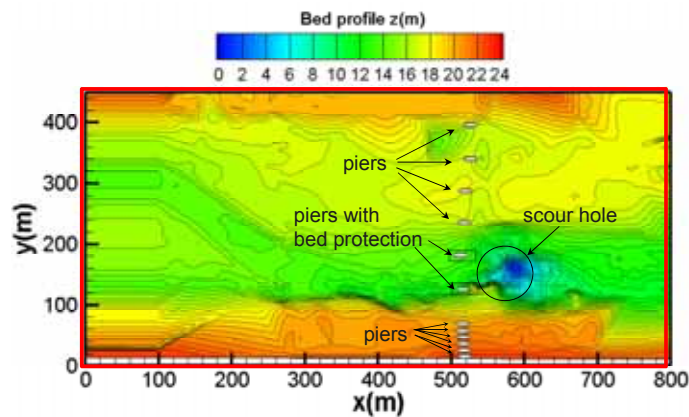 Bed profile z(m)
0 2 4 6 8 10 12 14 16 18 20 22 24
400
300
200
100
0
y(m)
piers
piers with
bed protection
scour hole
piers
0 100 200 300 400 500 600 700 800
x(m)